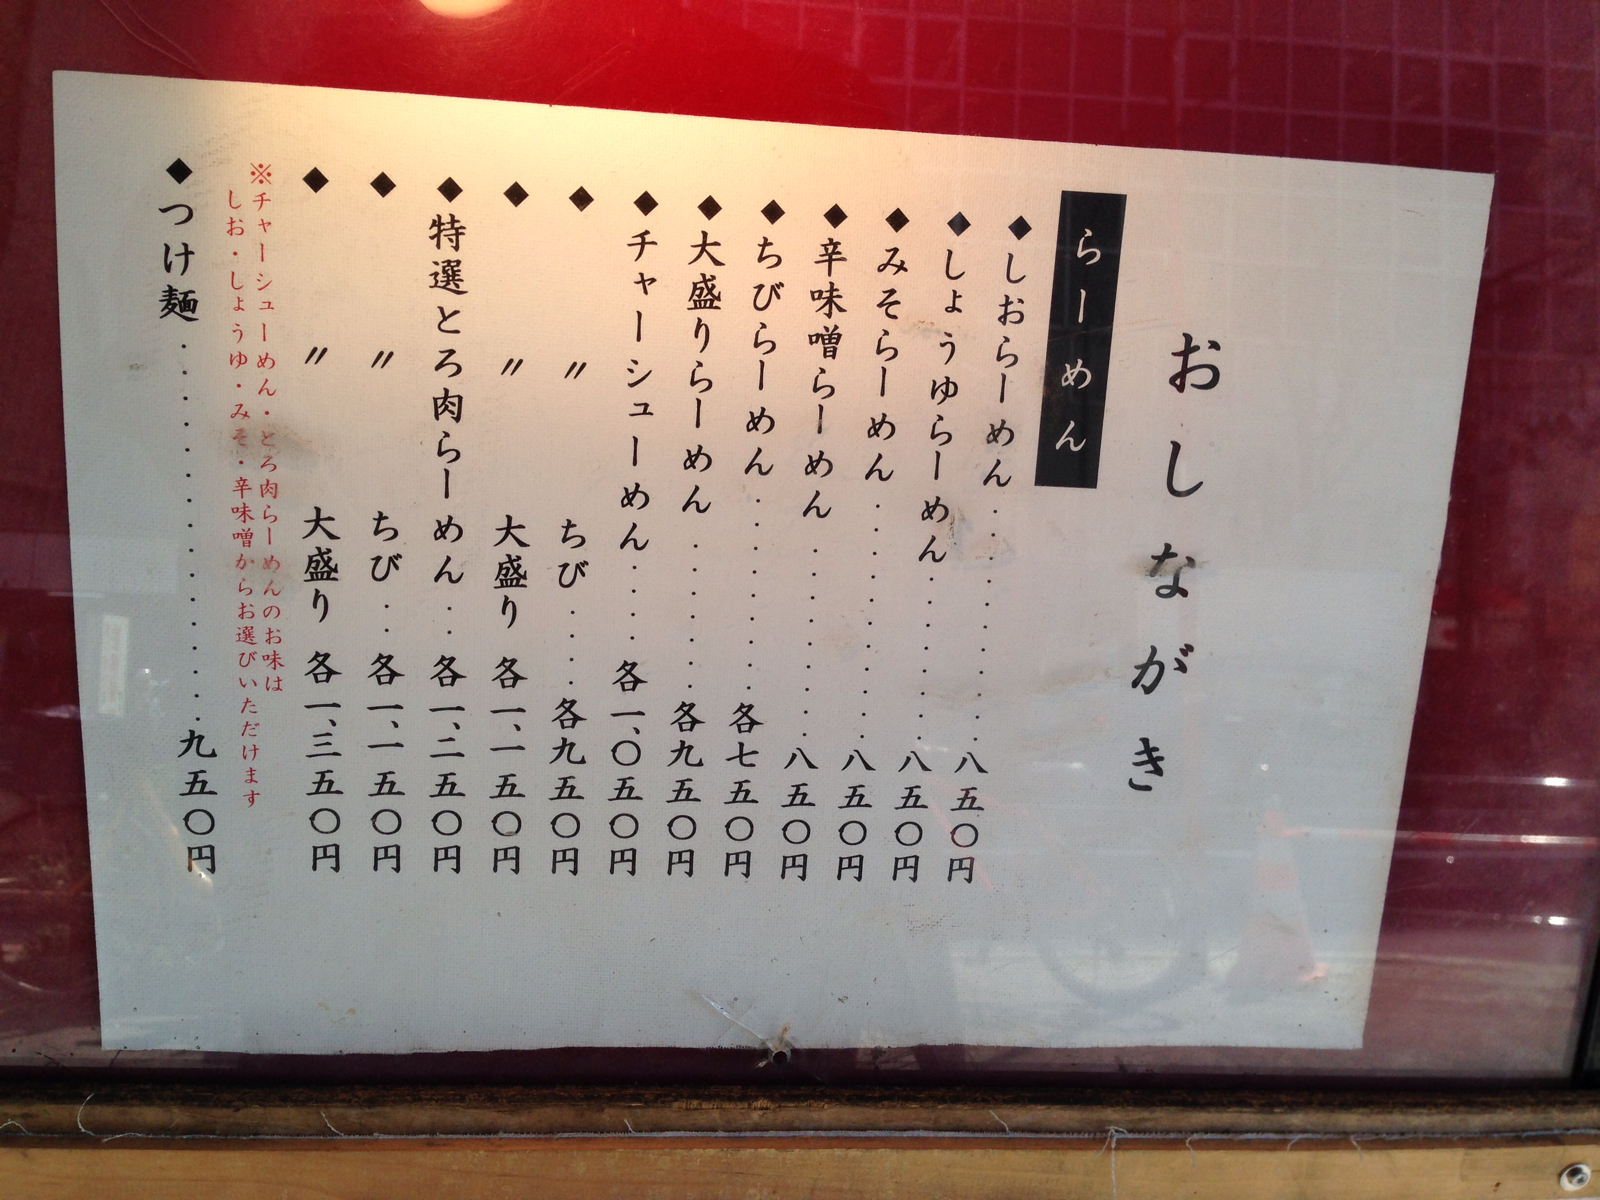 おしながき
らーめん
◆しおらーめん‥‥‥‥‥八五〇円
◆しょうゆらーめん‥‥‥‥八五〇円
◆みそらーめん‥‥‥‥‥八五〇円
◆辛味噌らーめん‥‥‥‥八五〇円
◆ちびらーめん‥‥‥‥各七五〇円
◆大盛りらーめん‥‥‥‥各九五〇円
◆チャーシューめん‥‥‥各一、〇五〇円
◆〃ちび‥‥各九五〇円
◆〃大盛り 各一、一五〇円
◆特選とろ肉らーめん‥各一、二五〇円
◆〃ちび‥各一、一五〇円
◆〃大盛り 各一、三五〇円
※チャーシューめん・とろ肉らーめんのお味は
しお・しょうゆ・みそ・辛味噌からお選びいただけます
◆つけ麺‥‥‥‥‥‥‥九五〇円